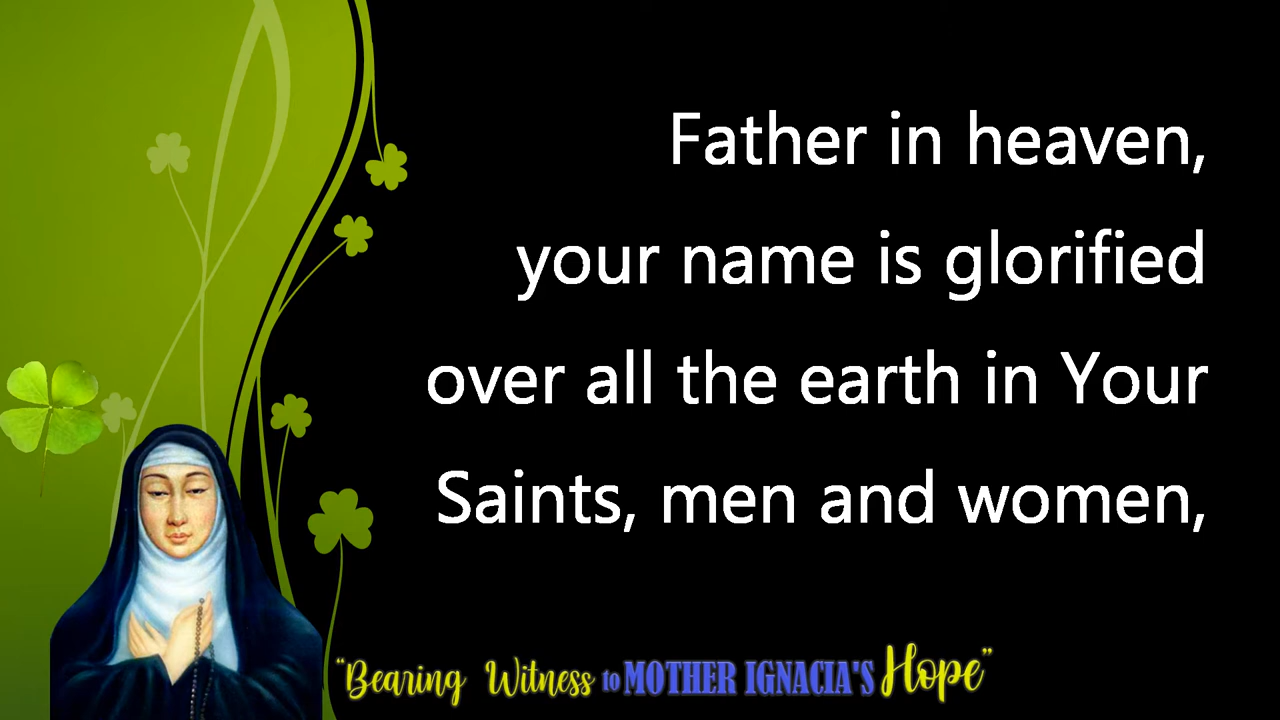 Father in heaven,
your name is glorified
over all the earth in Your
Saints, men and women,
"Bearing Witness to MOTHER IGNACIA'S Hope"